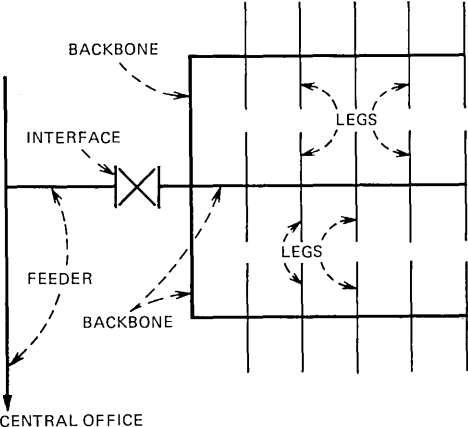 BACKBONE
LEGS
INTERFACE
LEGS
FEEDER
BACKBONE
CENTRAL OFFICE